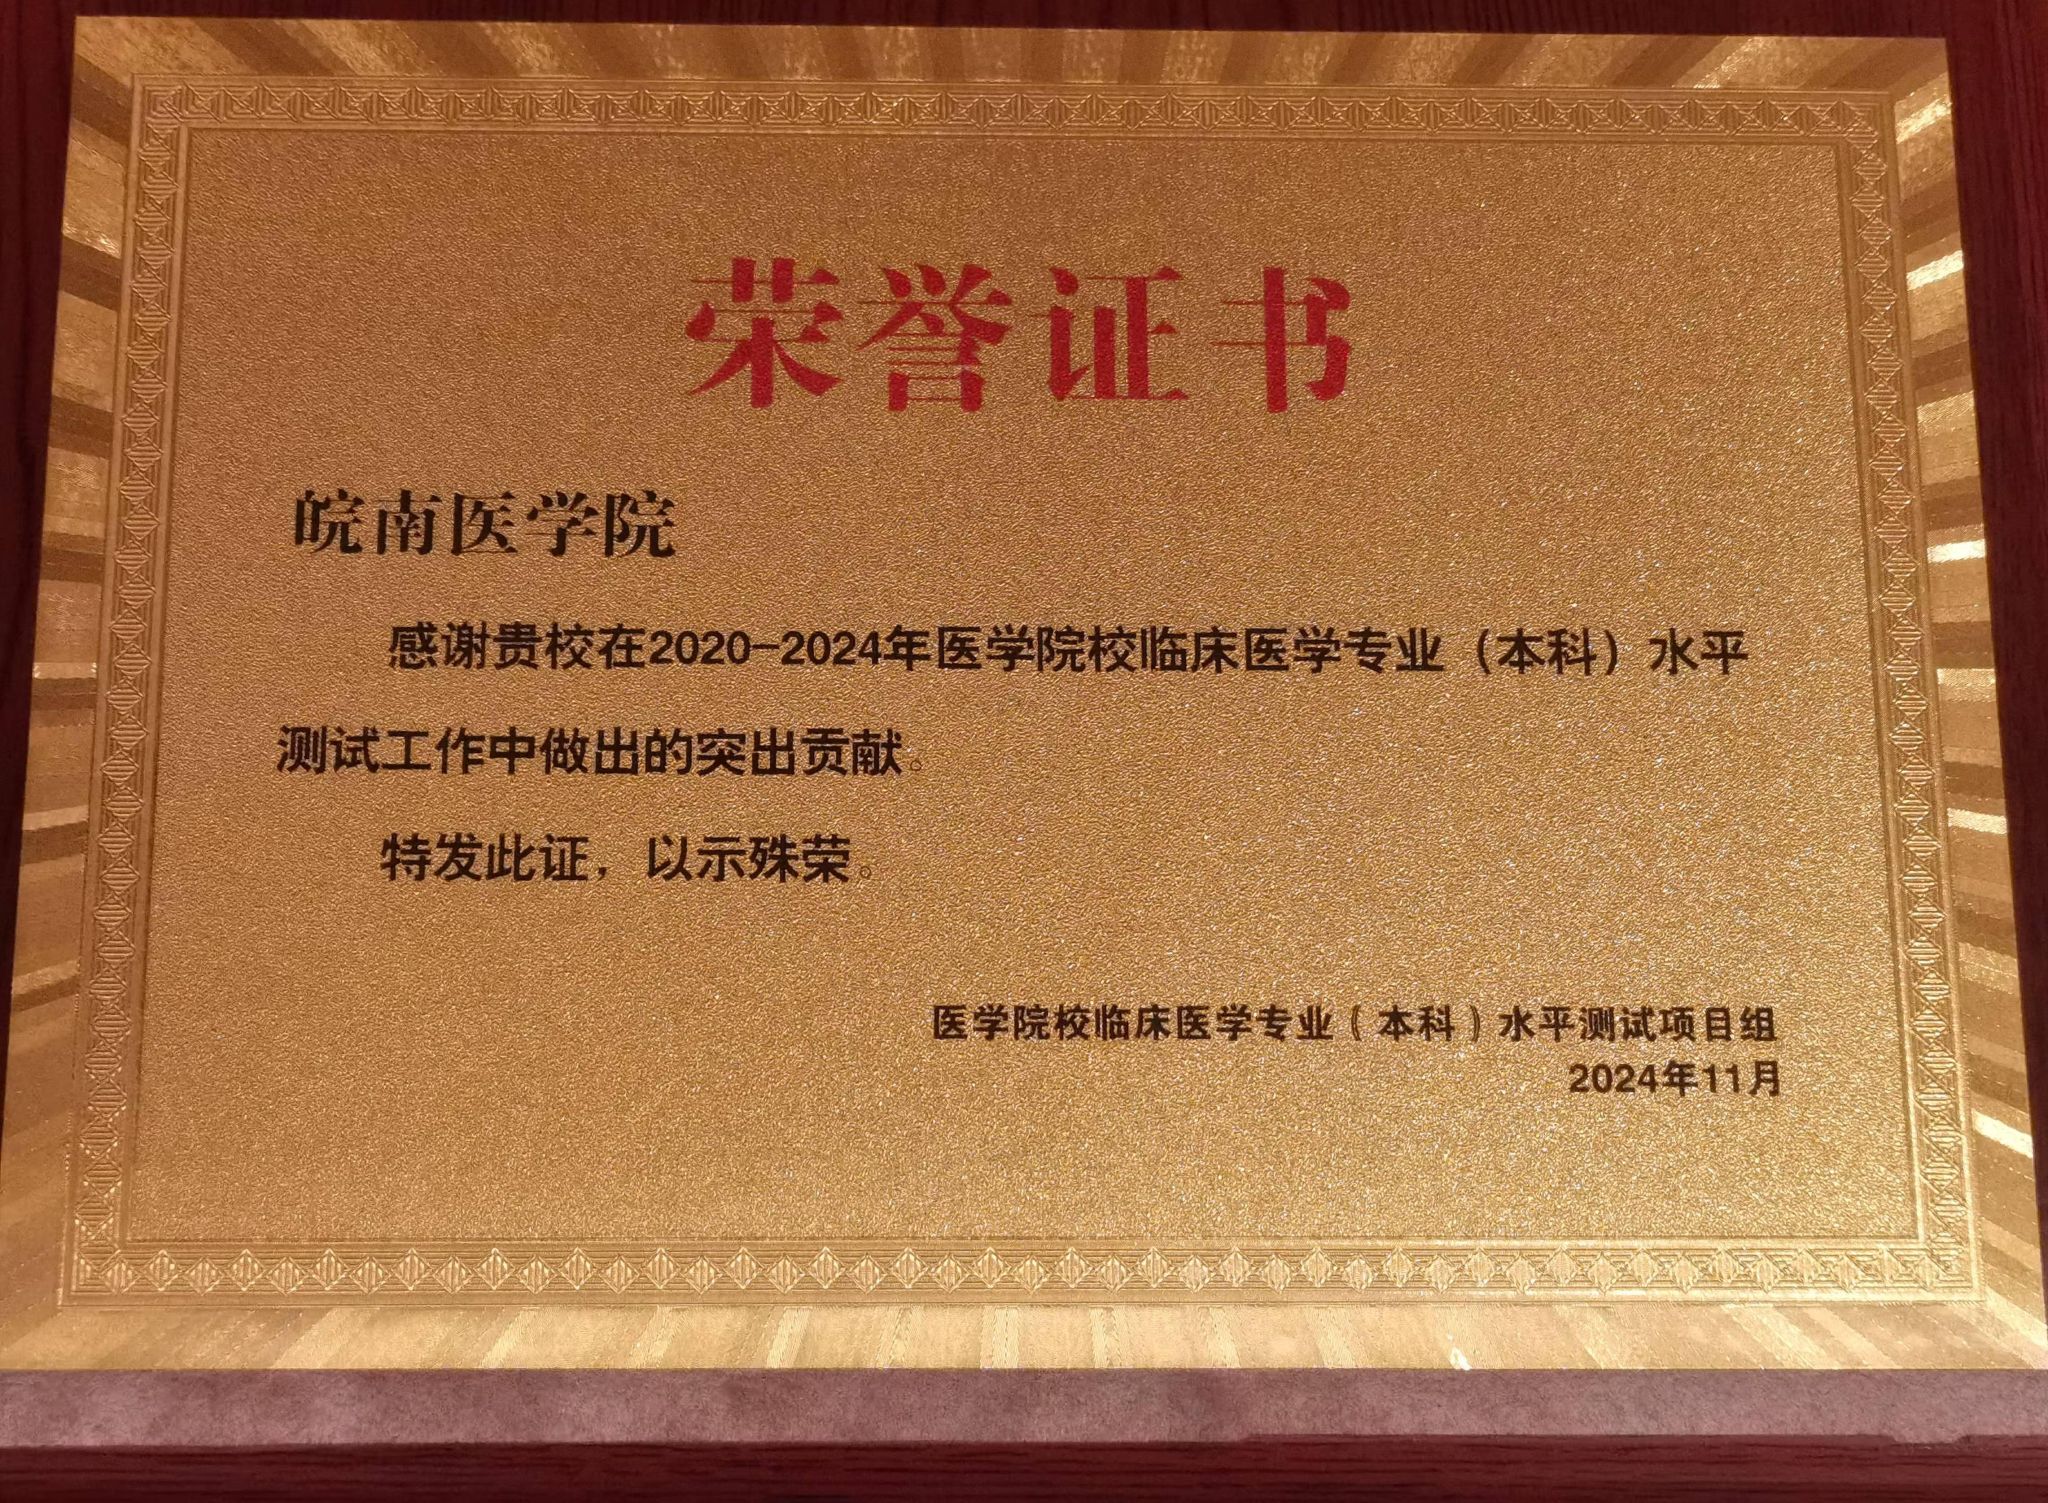 荣誉证书
皖南医学院
感谢贵校在2020-2024年医学院校临床医学专业（本科）水平
测试工作中做出的突出贡献。
特发此证，以示殊荣。
医学院校临床医学专业（本科）水平测试项目组
2024年11月